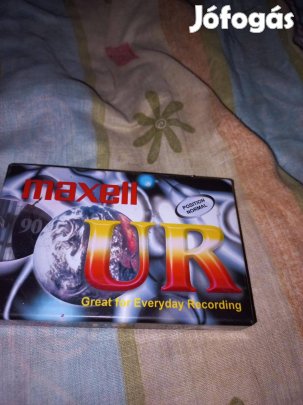 Jófogás
maxell
POSITION
NORMAL
90
UR
Great for Everyday Recording